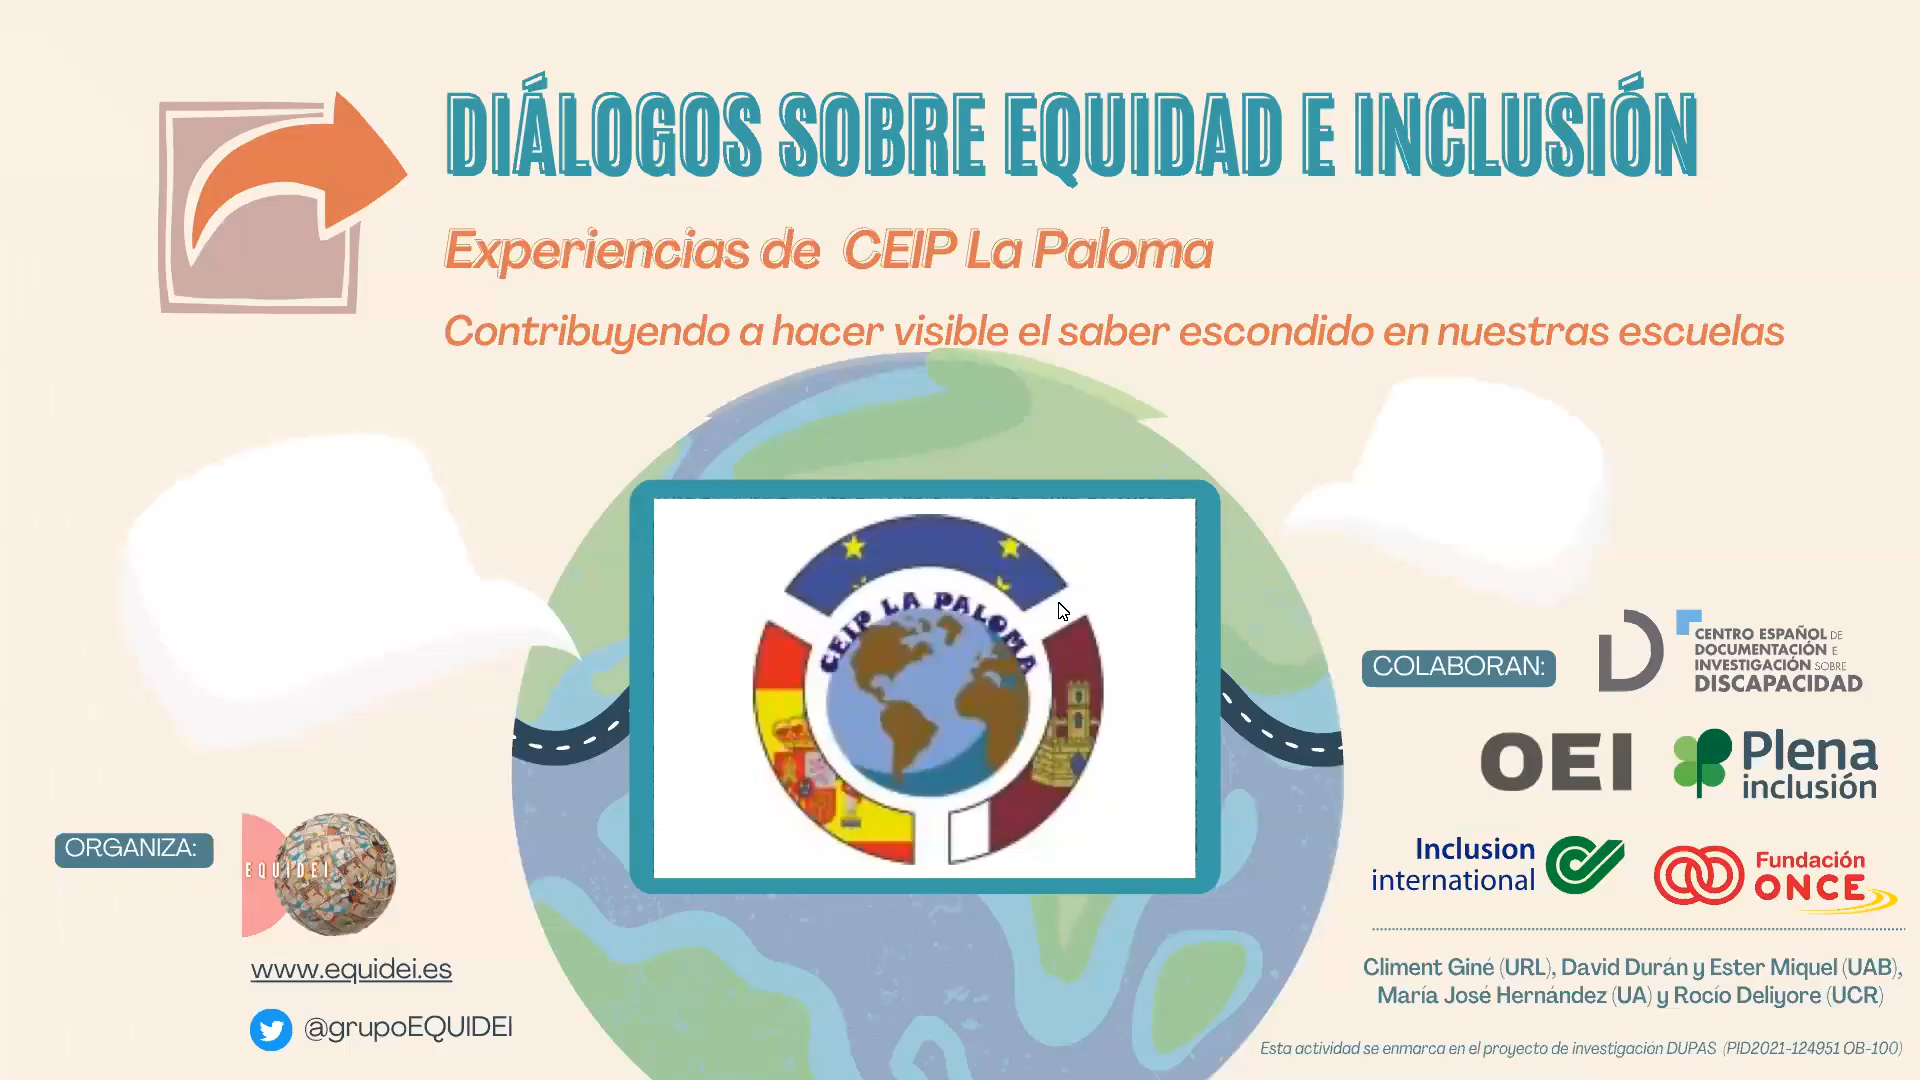 DIÁLOGOS SOBRE EQUIDAD E INCLUSIÓN
Experiencias de CEIP La Paloma
Contribuyendo a hacer visible el saber escondido en nuestras escuelas
CEIP LA PALOMA
ORGANIZA:
EQUIDEI
www.equidei.es
@grupoEQUIDEI
COLABORAN:
CENTRO ESPAÑOL DE
DOCUMENTACIÓN E
INVESTIGACIÓN SOBRE
DISCAPACIDAD
OEI
Plena
inclusión
Inclusion
international
Fundación
ONCE
Climent Giné (URL), David Durán y Ester Miquel (UAB),
María José Hernández (UA) y Rocío Deliyore (UCR)
Esta actividad se enmarca en el proyecto de investigación DUPAS (PID2021-124951 OB-100)